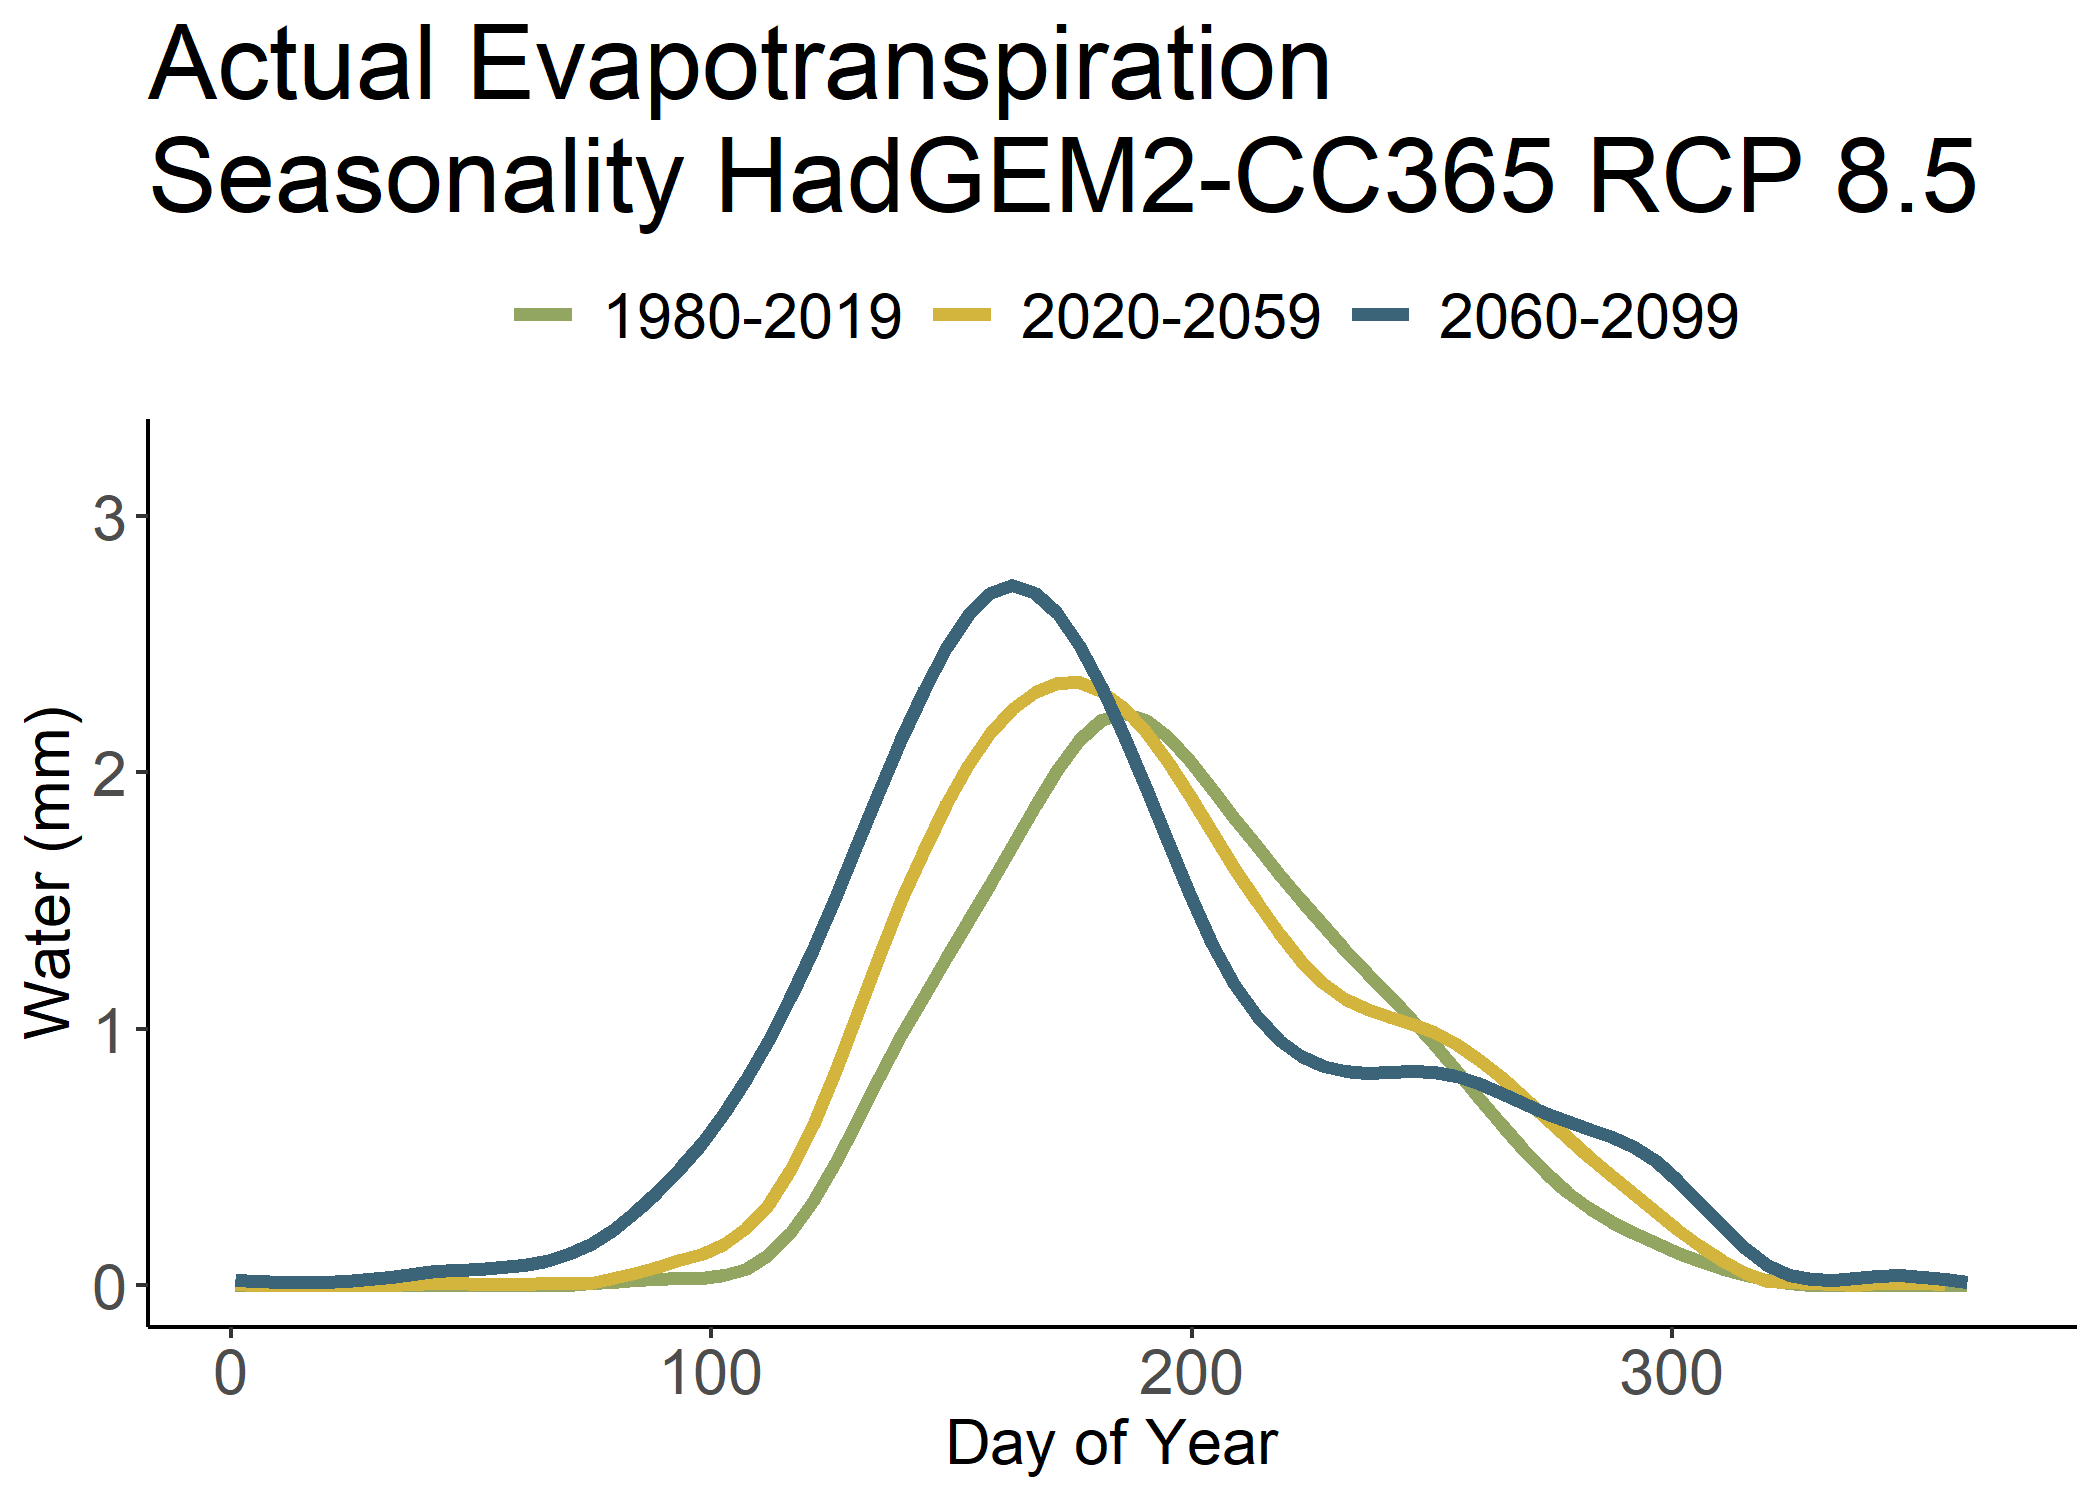 Actual Evapotranspiration
Seasonality HadGEM2-CC365 RCP 8.5
1980-2019 2020-2059 2060-2099
3
2
1
0
Water (mm)
0 100 200 300
Day of Year